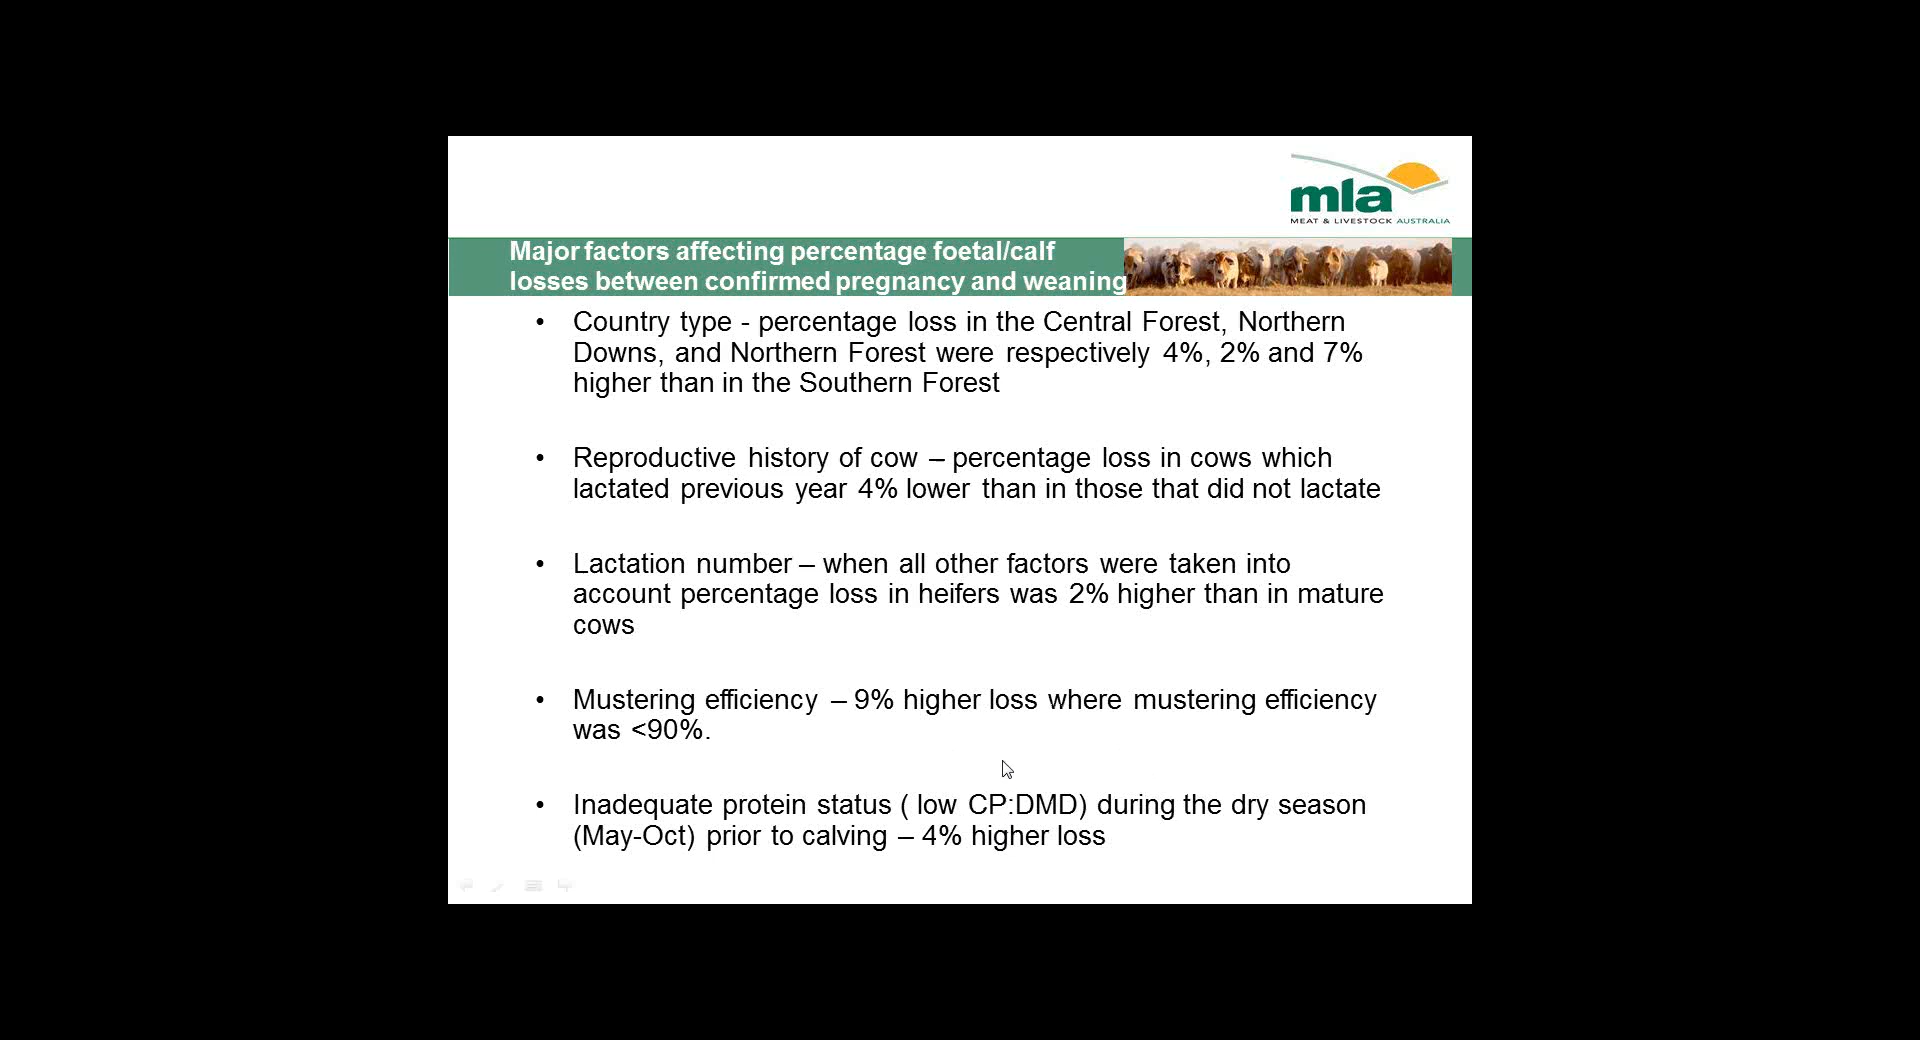 mla
MEAT & LIVESTOCK AUSTRALIA
Major factors affecting percentage foetal/calf
losses between confirmed pregnancy and weaning
• Country type - percentage loss in the Central Forest, Northern
Downs, and Northern Forest were respectively 4%, 2% and 7%
higher than in the Southern Forest
• Reproductive history of cow – percentage loss in cows which
lactated previous year 4% lower than in those that did not lactate
• Lactation number – when all other factors were taken into
account percentage loss in heifers was 2% higher than in mature
cows
• Mustering efficiency – 9% higher loss where mustering efficiency
was <90%.
• Inadequate protein status ( low CP:DMD) during the dry season
(May-Oct) prior to calving – 4% higher loss